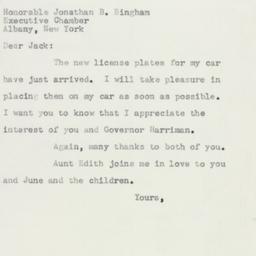 Honorable Jonathan B. Bingham
Executive Chamber
Albany, New York
Dear Jack:
The new license plates for my car
have just arrived. I will take pleasure in
placing them on my car as soon as possible.
I want you to know that I appreciate the
interest of you and Governor Harriman.
Again, many thanks to both of you.
Aunt Edith joins me in love to you
and June and the children.
Yours,